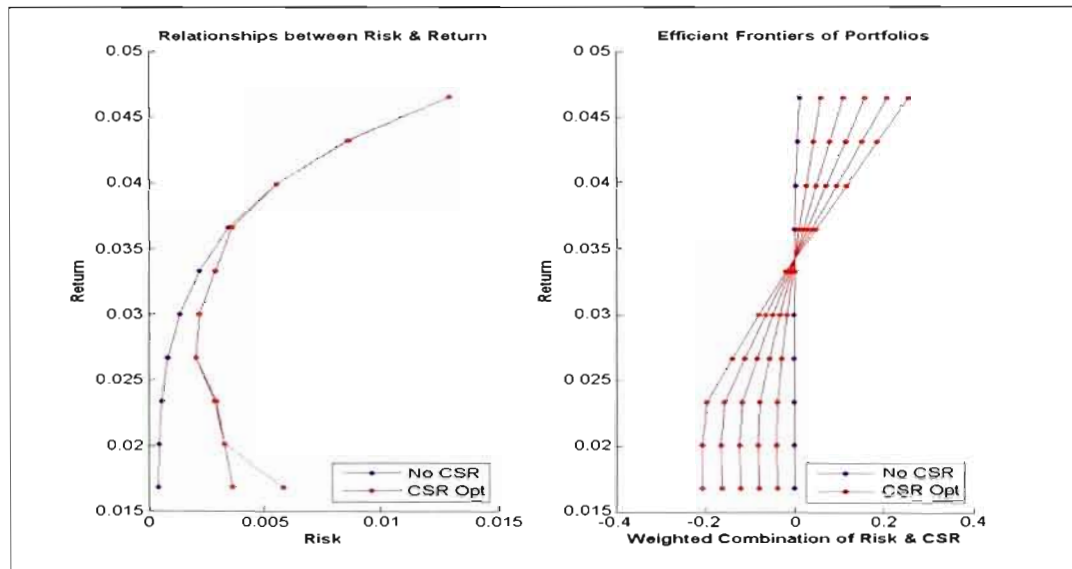 Relationships between Risk & Return
0 05
0.045
0 04
0.035
0 03
0.025
0 02
0.015
Return
No CSR
CSR Opt
0
0.005
0 01
0.015
Risk
Efficient Frontiers of Portfolios
0 05
0.045
0 04
0.035
0.03
0.025
0 02
0.015
Return
No CSR
CSR Opt
-0.4
-0.2
0
0.2
0.4
Weighted Combination of Risk & CSR